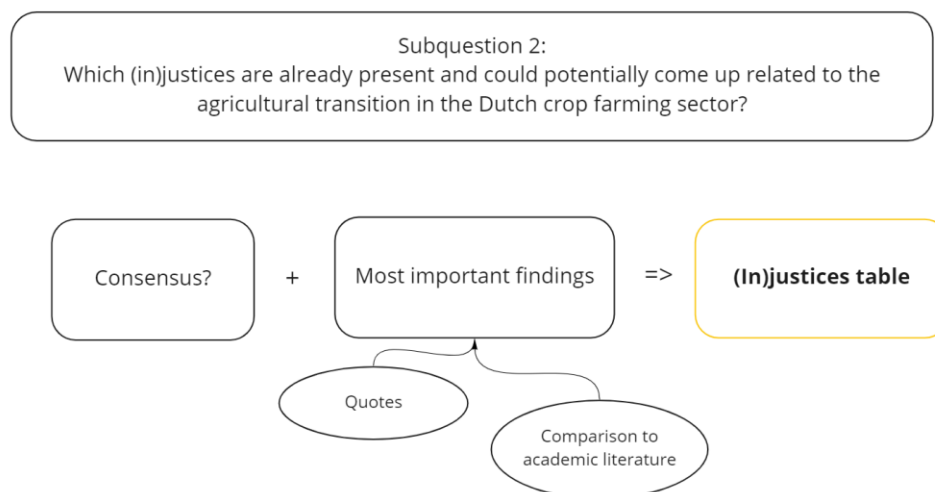 Subquestion 2:
Which (in)justices are already present and could potentially come up related to the
agricultural transition in the Dutch crop farming sector?
Consensus?
+
Most important findings
=>
(In)justices table
Quotes
Comparison to
academic literature